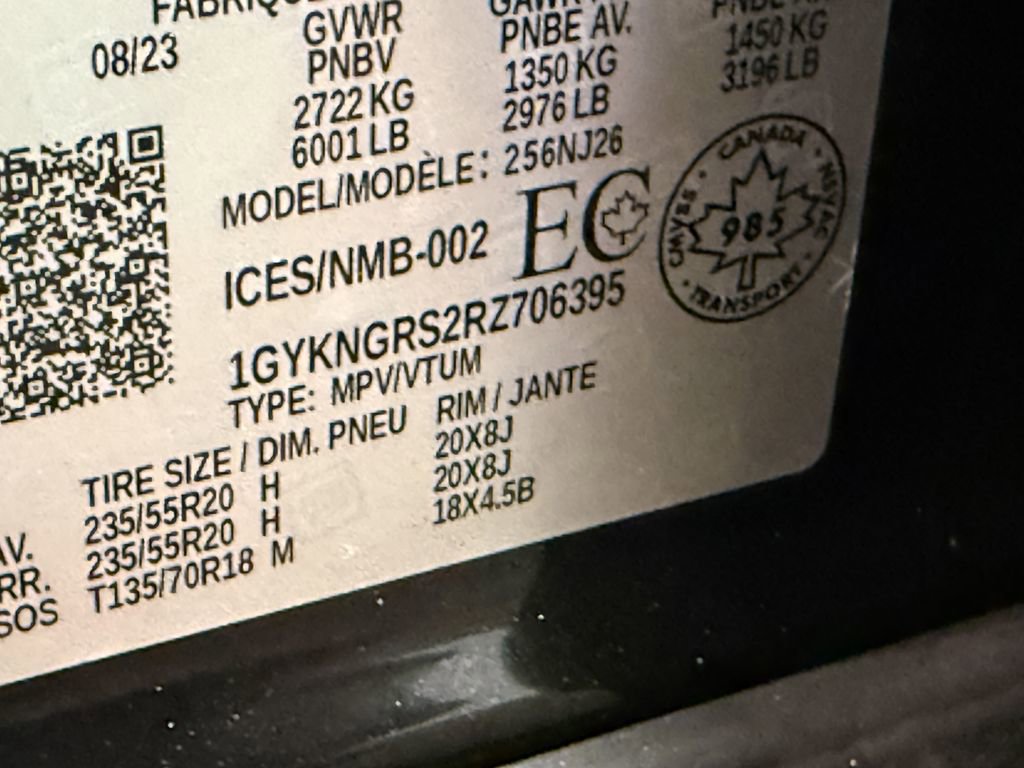 FABRIQUÉ
08/23
GVWR
PNBV
2722 KG
6001 LB
PNBE AV.
1350 KG
2976 LB
1450 KG
3196 LB
MODEL/MODÈLE: 256NJ26
ICES/NMB-002 EC
1GYKNGRS2RZ706395
TYPE: MPV/VTUM
CANADA
985
TRANSPORT
TIRE SIZE / DIM. PNEU RIM / JANTE
AV. 235/55R20 H 20X8J
RR. 235/55R20 H 20X8J
SOS T135/70R18 M 18X4.5B